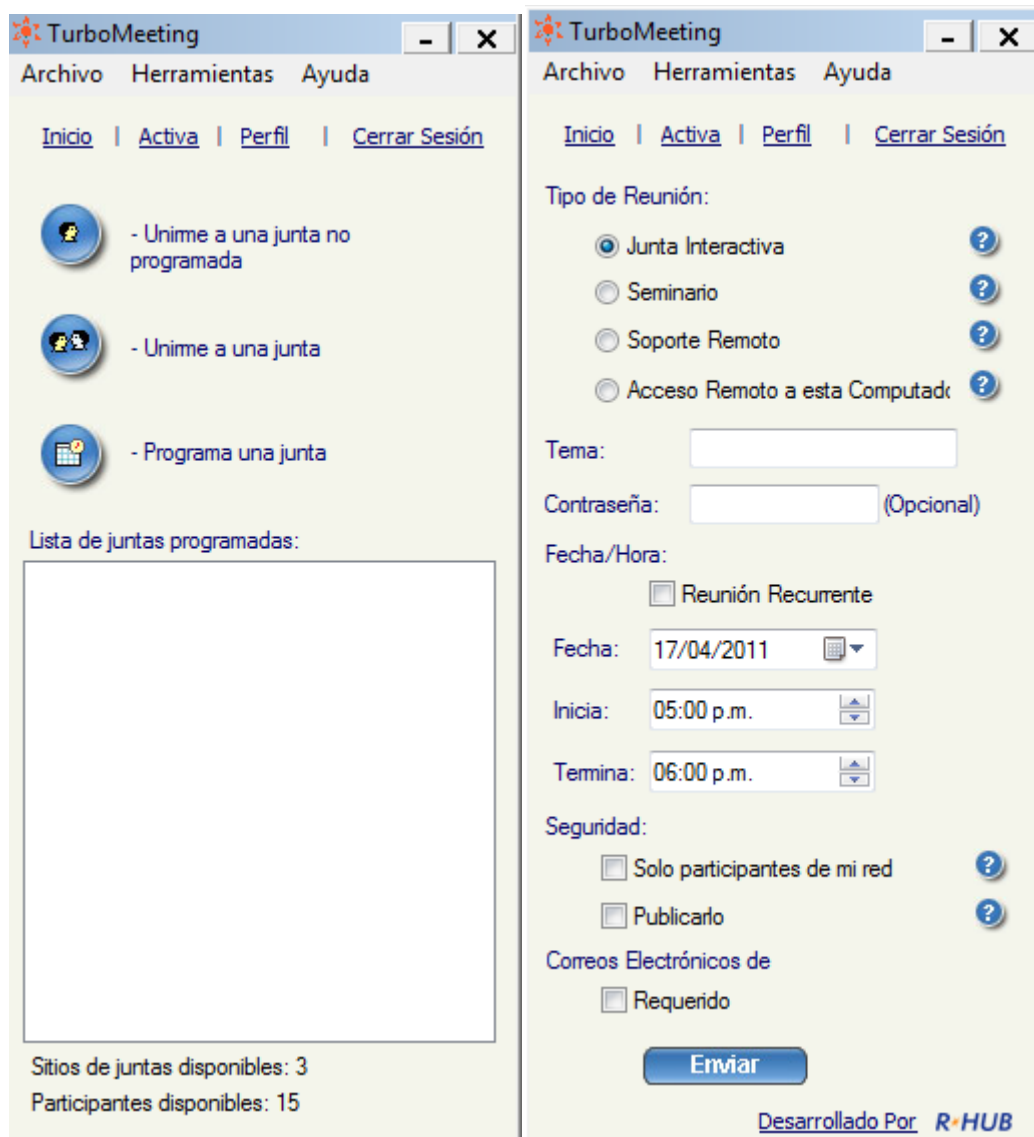 TurboMeeting
Archivo Herramientas Ayuda
Inicio | Activa | Perfil | Cerrar Sesión
- Unirme a una junta no
programada
- Unirme a una junta
- Programa una junta
Lista de juntas programadas:
Sitios de juntas disponibles: 3
Participantes disponibles: 15
TurboMeeting
Archivo Herramientas Ayuda
Inicio | Activa | Perfil | Cerrar Sesión
Tipo de Reunión:
Junta Interactiva
Seminario
Soporte Remoto
Acceso Remoto a esta Computad
Tema:
Contraseña: (Opcional)
Fecha/Hora:
Reunión Recurrente
Fecha: 17/04/2011
Inicia: 05:00 p.m.
Termina: 06:00 p.m.
Seguridad:
Solo participantes de mi red
Publicarlo
Correos Electrónicos de
Requerido
Enviar
Desarrollado Por R•HUB